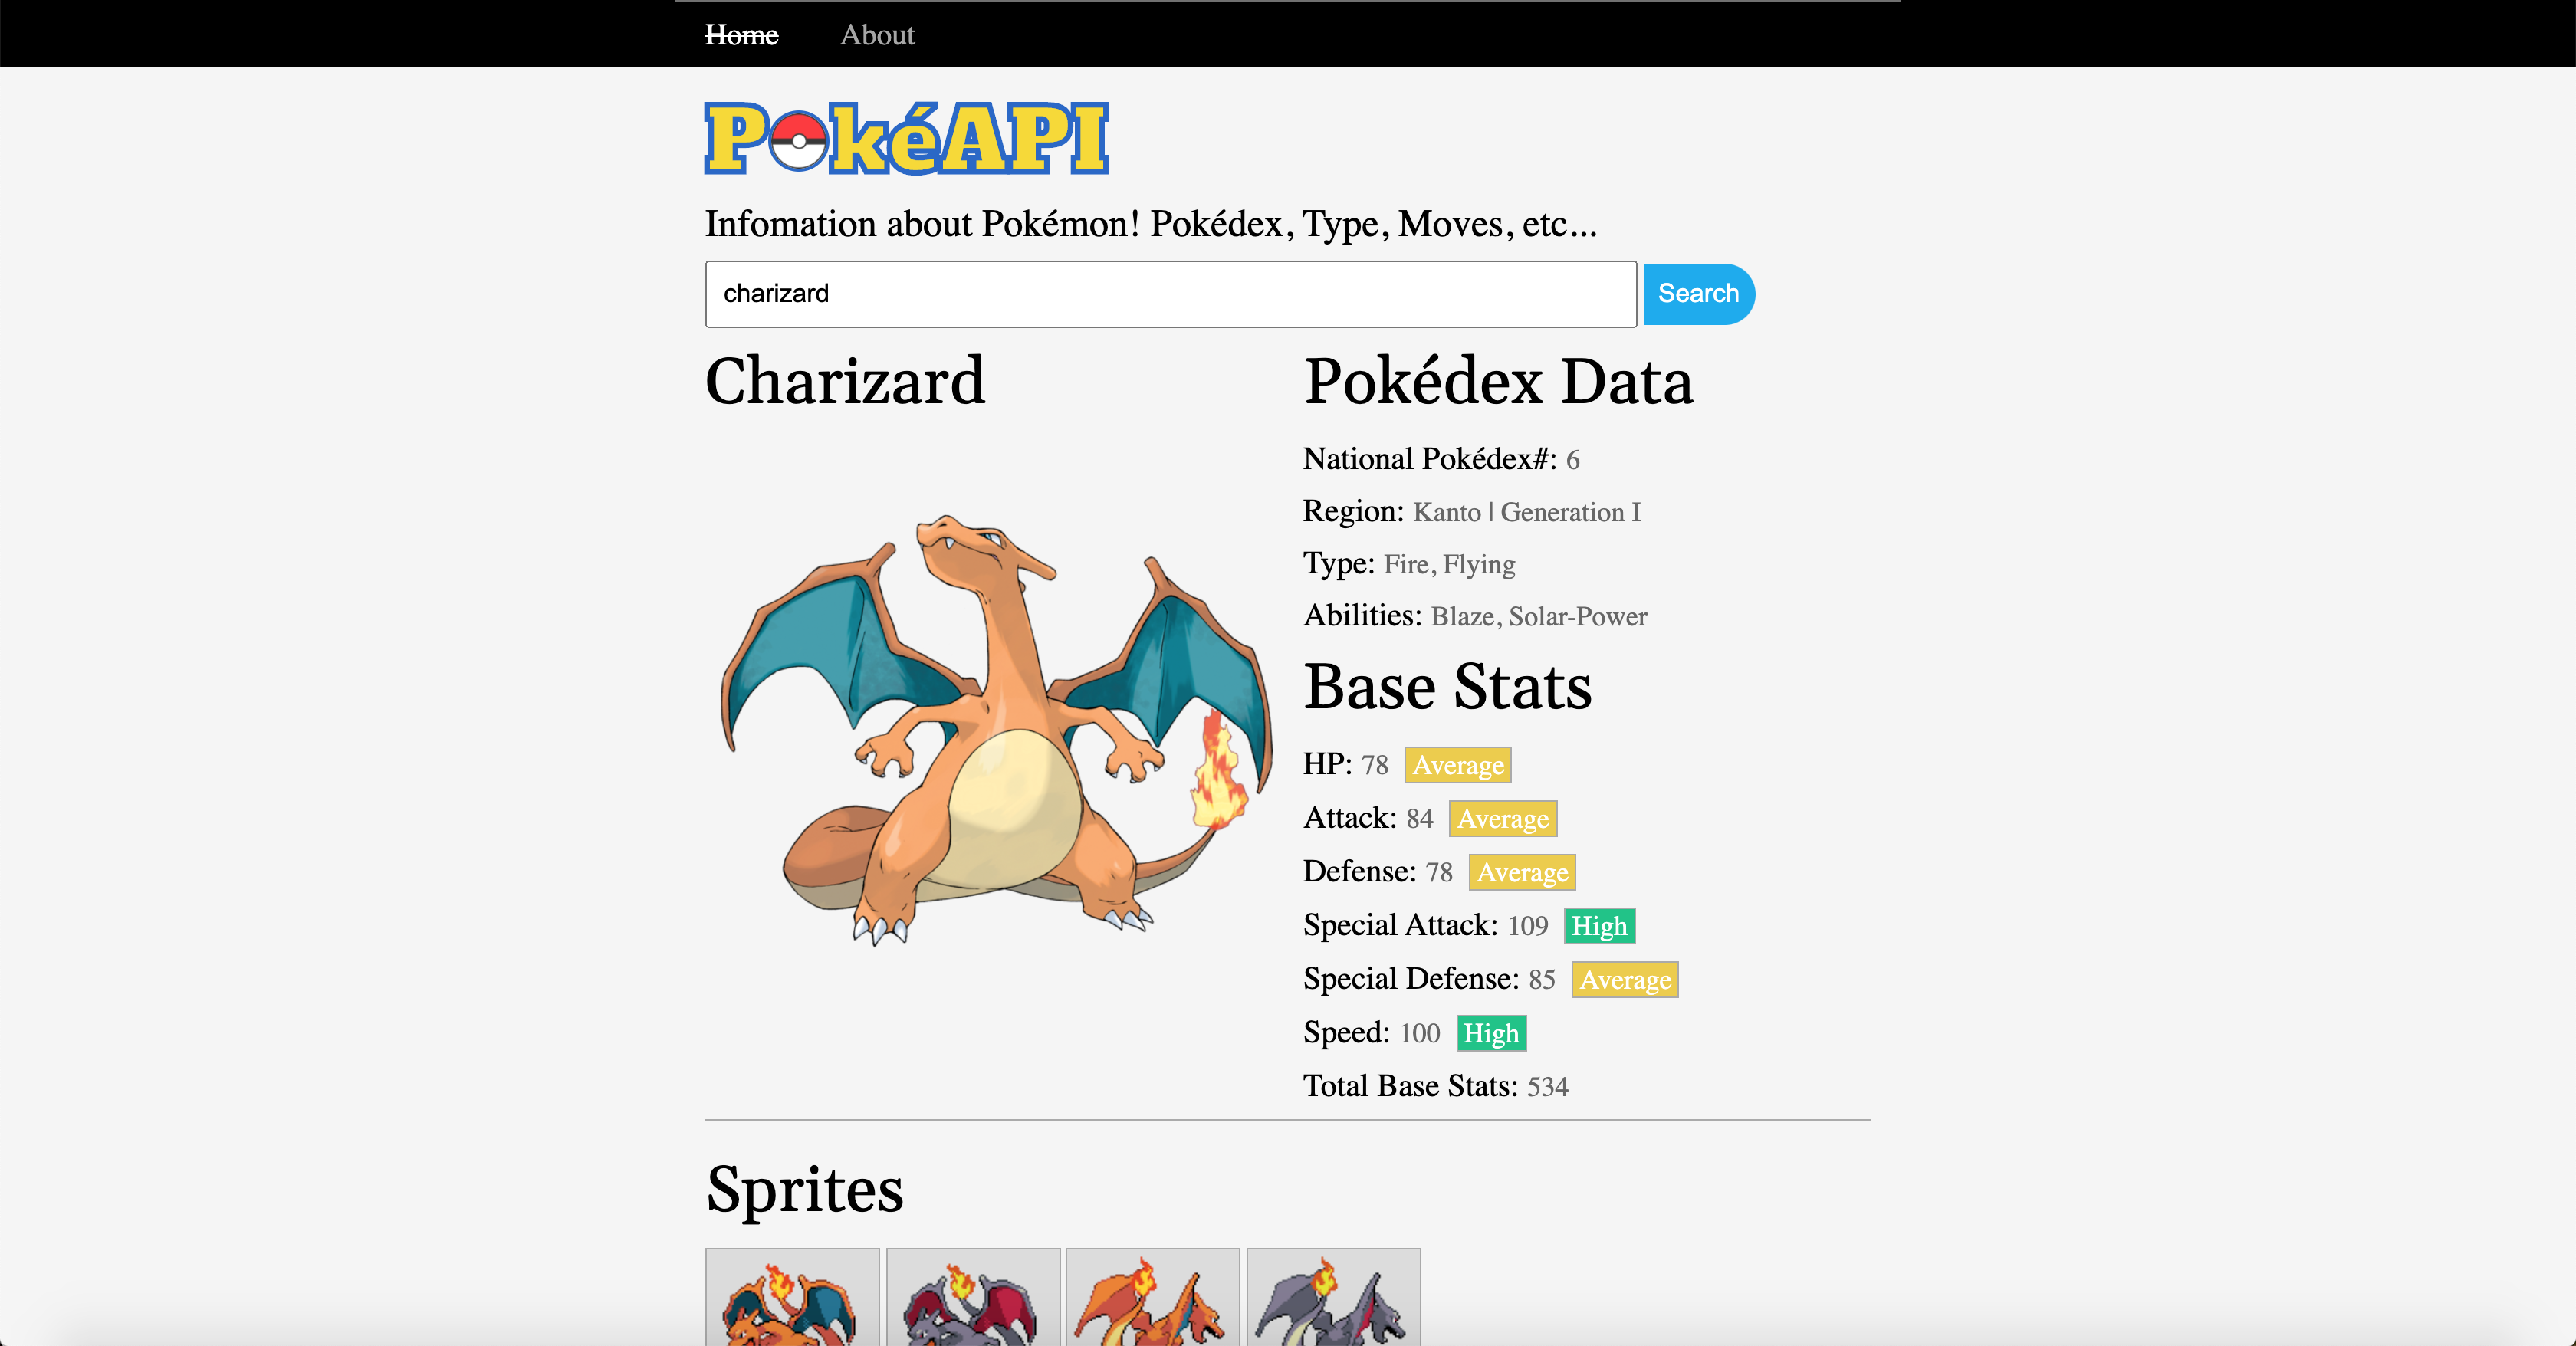 Home About
PokéAPI
Infomation about Pokémon! Pokédex, Type, Moves, etc...
charizard Search
Charizard
Pokédex Data
National Pokédex#: 6
Region: Kanto | Generation I
Type: Fire, Flying
Abilities: Blaze, Solar-Power
Base Stats
HP: 78 Average
Attack: 84 Average
Defense: 78 Average
Special Attack: 109 High
Special Defense: 85 Average
Speed: 100 High
Total Base Stats: 534
Sprites